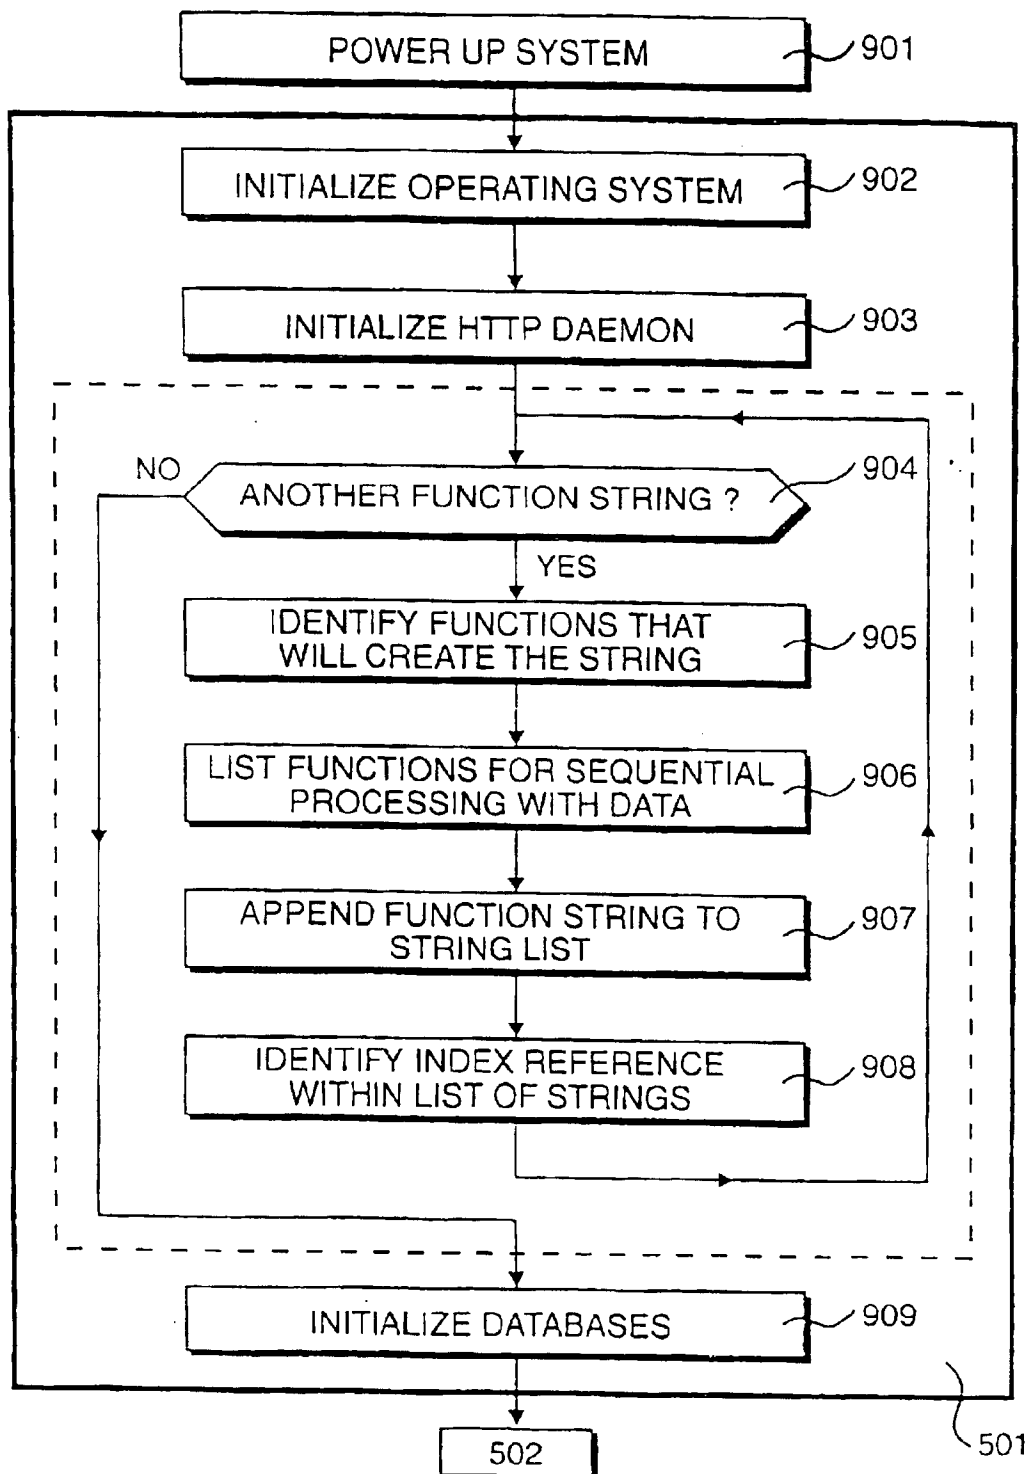 POWER UP SYSTEM 901
INITIALIZE OPERATING SYSTEM 902
INITIALIZE HTTP DAEMON 903
NO
ANOTHER FUNCTION STRING ? 904
YES
IDENTIFY FUNCTIONS THAT
WILL CREATE THE STRING 905
LIST FUNCTIONS FOR SEQUENTIAL
PROCESSING WITH DATA 906
APPEND FUNCTION STRING TO
STRING LIST 907
IDENTIFY INDEX REFERENCE
WITHIN LIST OF STRINGS 908
INITIALIZE DATABASES 909
501
502